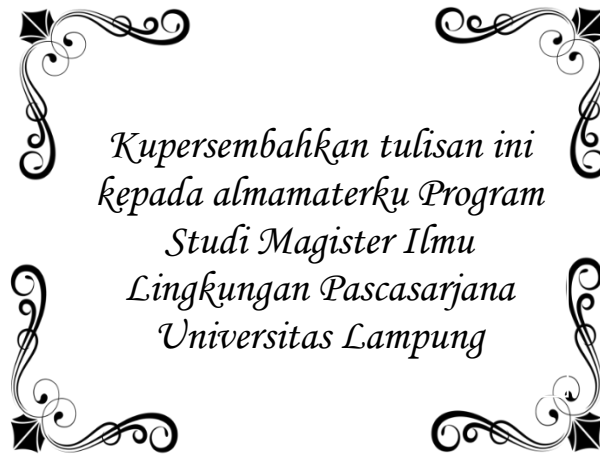 Kupersembahkan tulisan ini
kepada almamaterku Program
Studi Magister Ilmu
Lingkungan Pascasarjana
Universitas Lampung